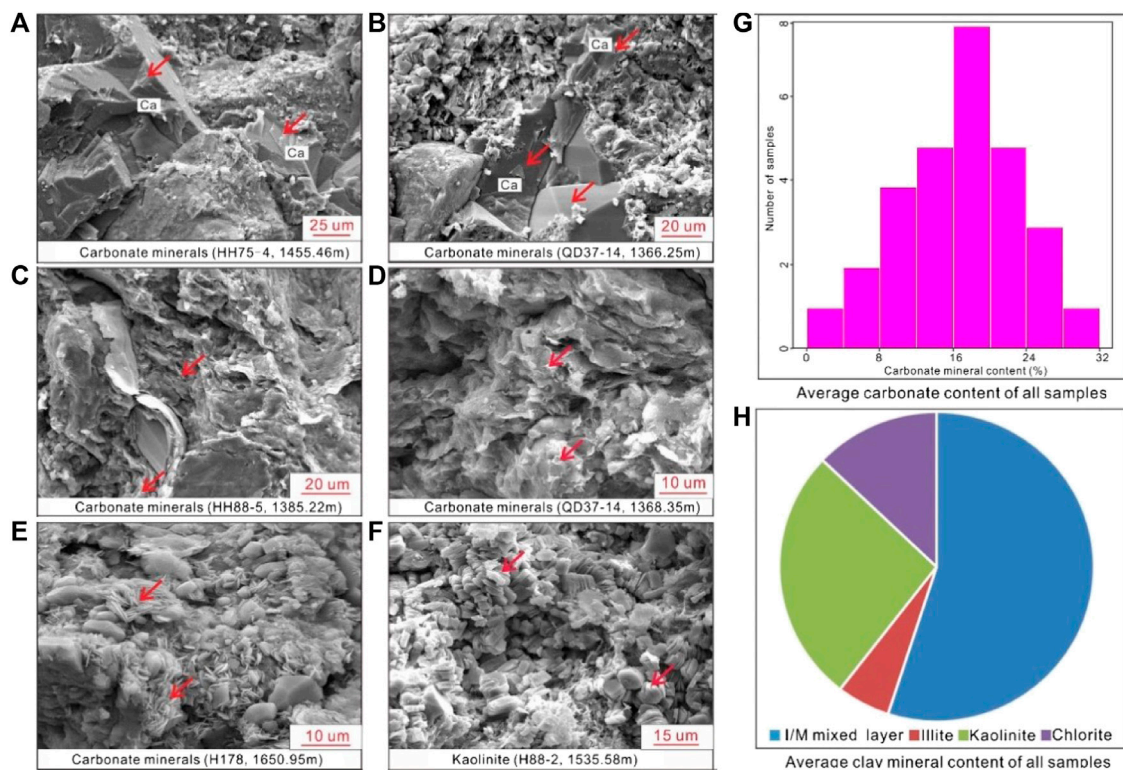 A
Ca
Ca
25 um
Carbonate minerals (HH75-4, 1455.46m)
B
Ca
Ca
20 um
Carbonate minerals (QD37-14, 1366.25m)
C
20 um
Carbonate minerals (HH88-5, 1385.22m)
D
10 um
Carbonate minerals (QD37-14, 1368.35m)
E
10 um
Carbonate minerals (H178, 1650.95m)
F
15 um
Kaolinite (H88-2, 1535.58m)
G
Number of samples
8
6
4
2
0
0 8 16 24 32
Carbonate mineral content (%)
Average carbonate content of all samples
H
I/M mixed layer Illite Kaolinite Chlorite
Average clay mineral content of all samples